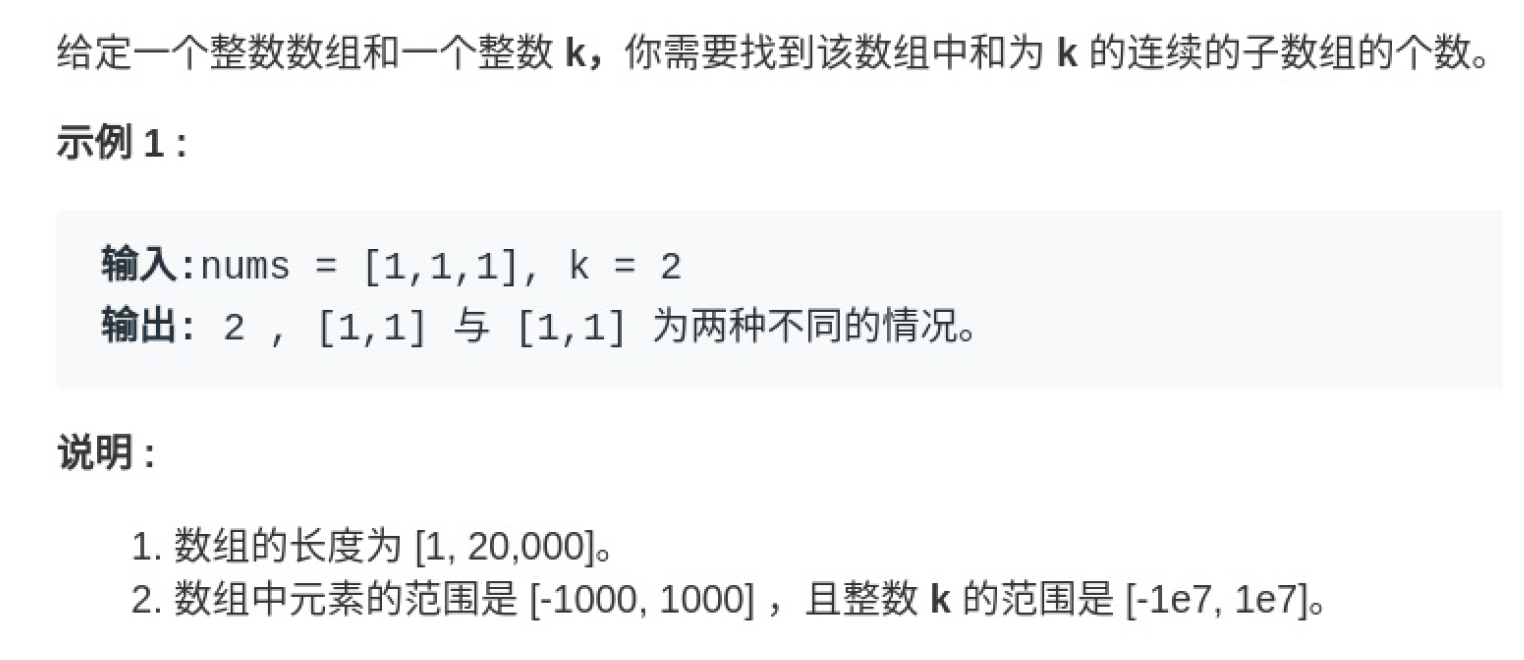 给定一个整数数组和一个整数 k，你需要找到该数组中和为 k 的连续的子数组的个数。
示例 1 :
输入:nums = [1,1,1], k = 2
输出: 2 , [1,1] 与 [1,1] 为两种不同的情况。
说明 :
1. 数组的长度为 [1, 20,000]。
2. 数组中元素的范围是 [-1000, 1000] ，且整数 k 的范围是 [-1e7, 1e7]。